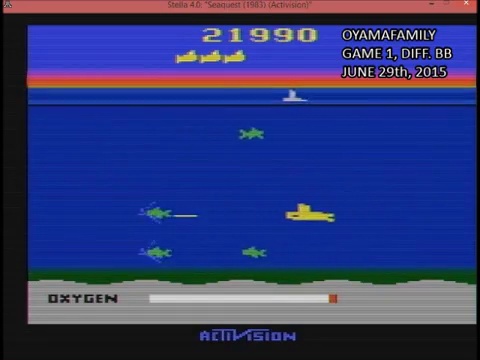 Stella 4.0: "Seaquest (1983) (Activision)"
21990
OYAMAFAMILY
GAME 1, DIFF. BB
JUNE 29th, 2015
OXYGEN
ACTIVISION